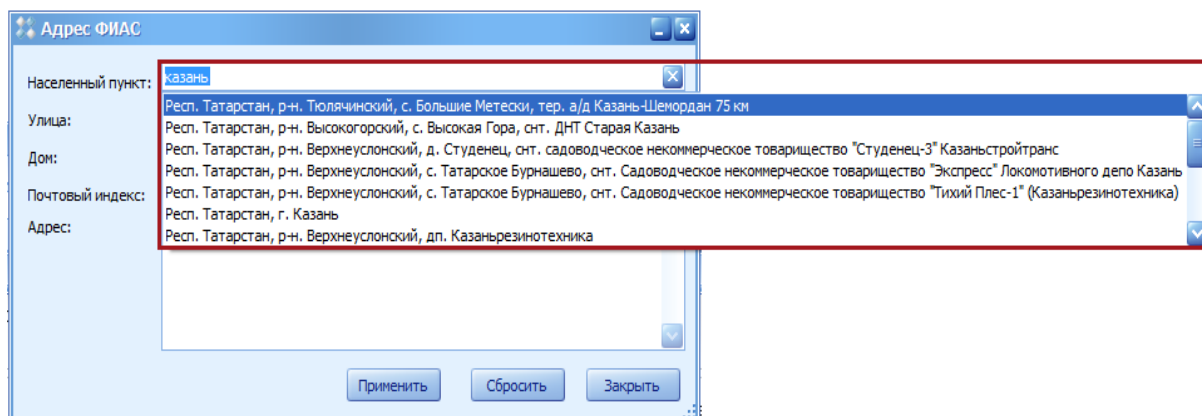 Адрес ФИАС
Населенный пункт: казань
Респ. Татарстан, р-н. Тюлячинский, с. Большие Метески, тер. а/д Казань-Шемордан 75 км
Улица:
Респ. Татарстан, р-н. Высокогорский, с. Высокая Гора, снт. ДНТ Старая Казань
Дом:
Респ. Татарстан, р-н. Верхнеуслонский, д. Студенец, снт. садоводческое некоммерческое товарищество "Студенец-3" Казаньстройтранс
Респ. Татарстан, р-н. Верхнеуслонский, с. Татарское Бурнашево, снт. Садоводческое некоммерческое товарищество "Экспресс" Локомотивного депо Казань
Почтовый индекс:
Респ. Татарстан, р-н. Верхнеуслонский, с. Татарское Бурнашево, снт. Садоводческое некоммерческое товарищество "Тихий Плес-1" (Казаньрезинотехника)
Респ. Татарстан, г. Казань
Адрес:
Респ. Татарстан, р-н. Верхнеуслонский, дп. Казаньрезинотехника
Применить Сбросить Закрыть